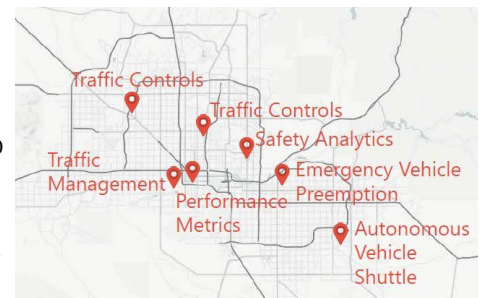 Traffic Controls
Traffic Controls
Safety Analytics
Traffic
Management
Emergency Vehicle
Preemption
Performance
Metrics
Autonomous
Vehicle
Shuttle